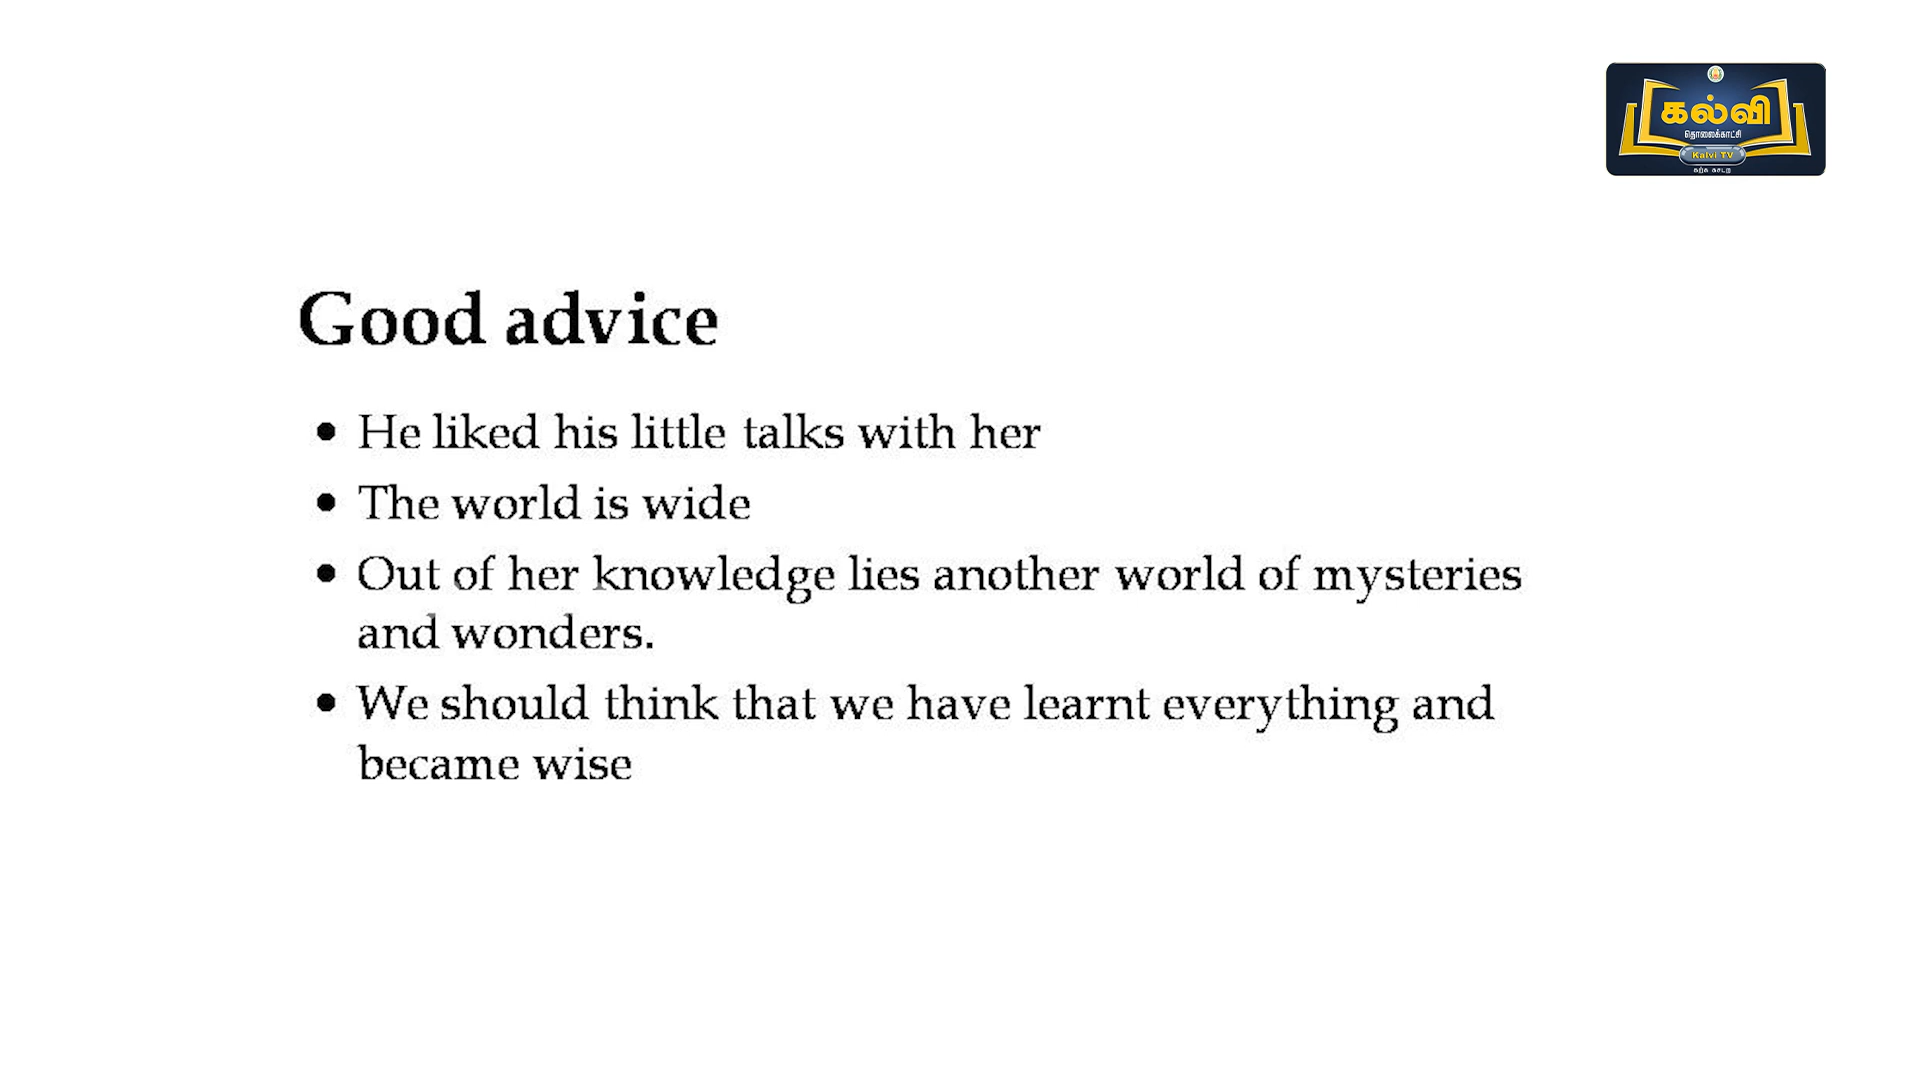 கல்வி
தொலைக்காட்சி
Kalvi TV
கற்க கசடற
Good advice
• He liked his little talks with her
• The world is wide
• Out of her knowledge lies another world of mysteries
and wonders.
• We should think that we have learnt everything and
became wise